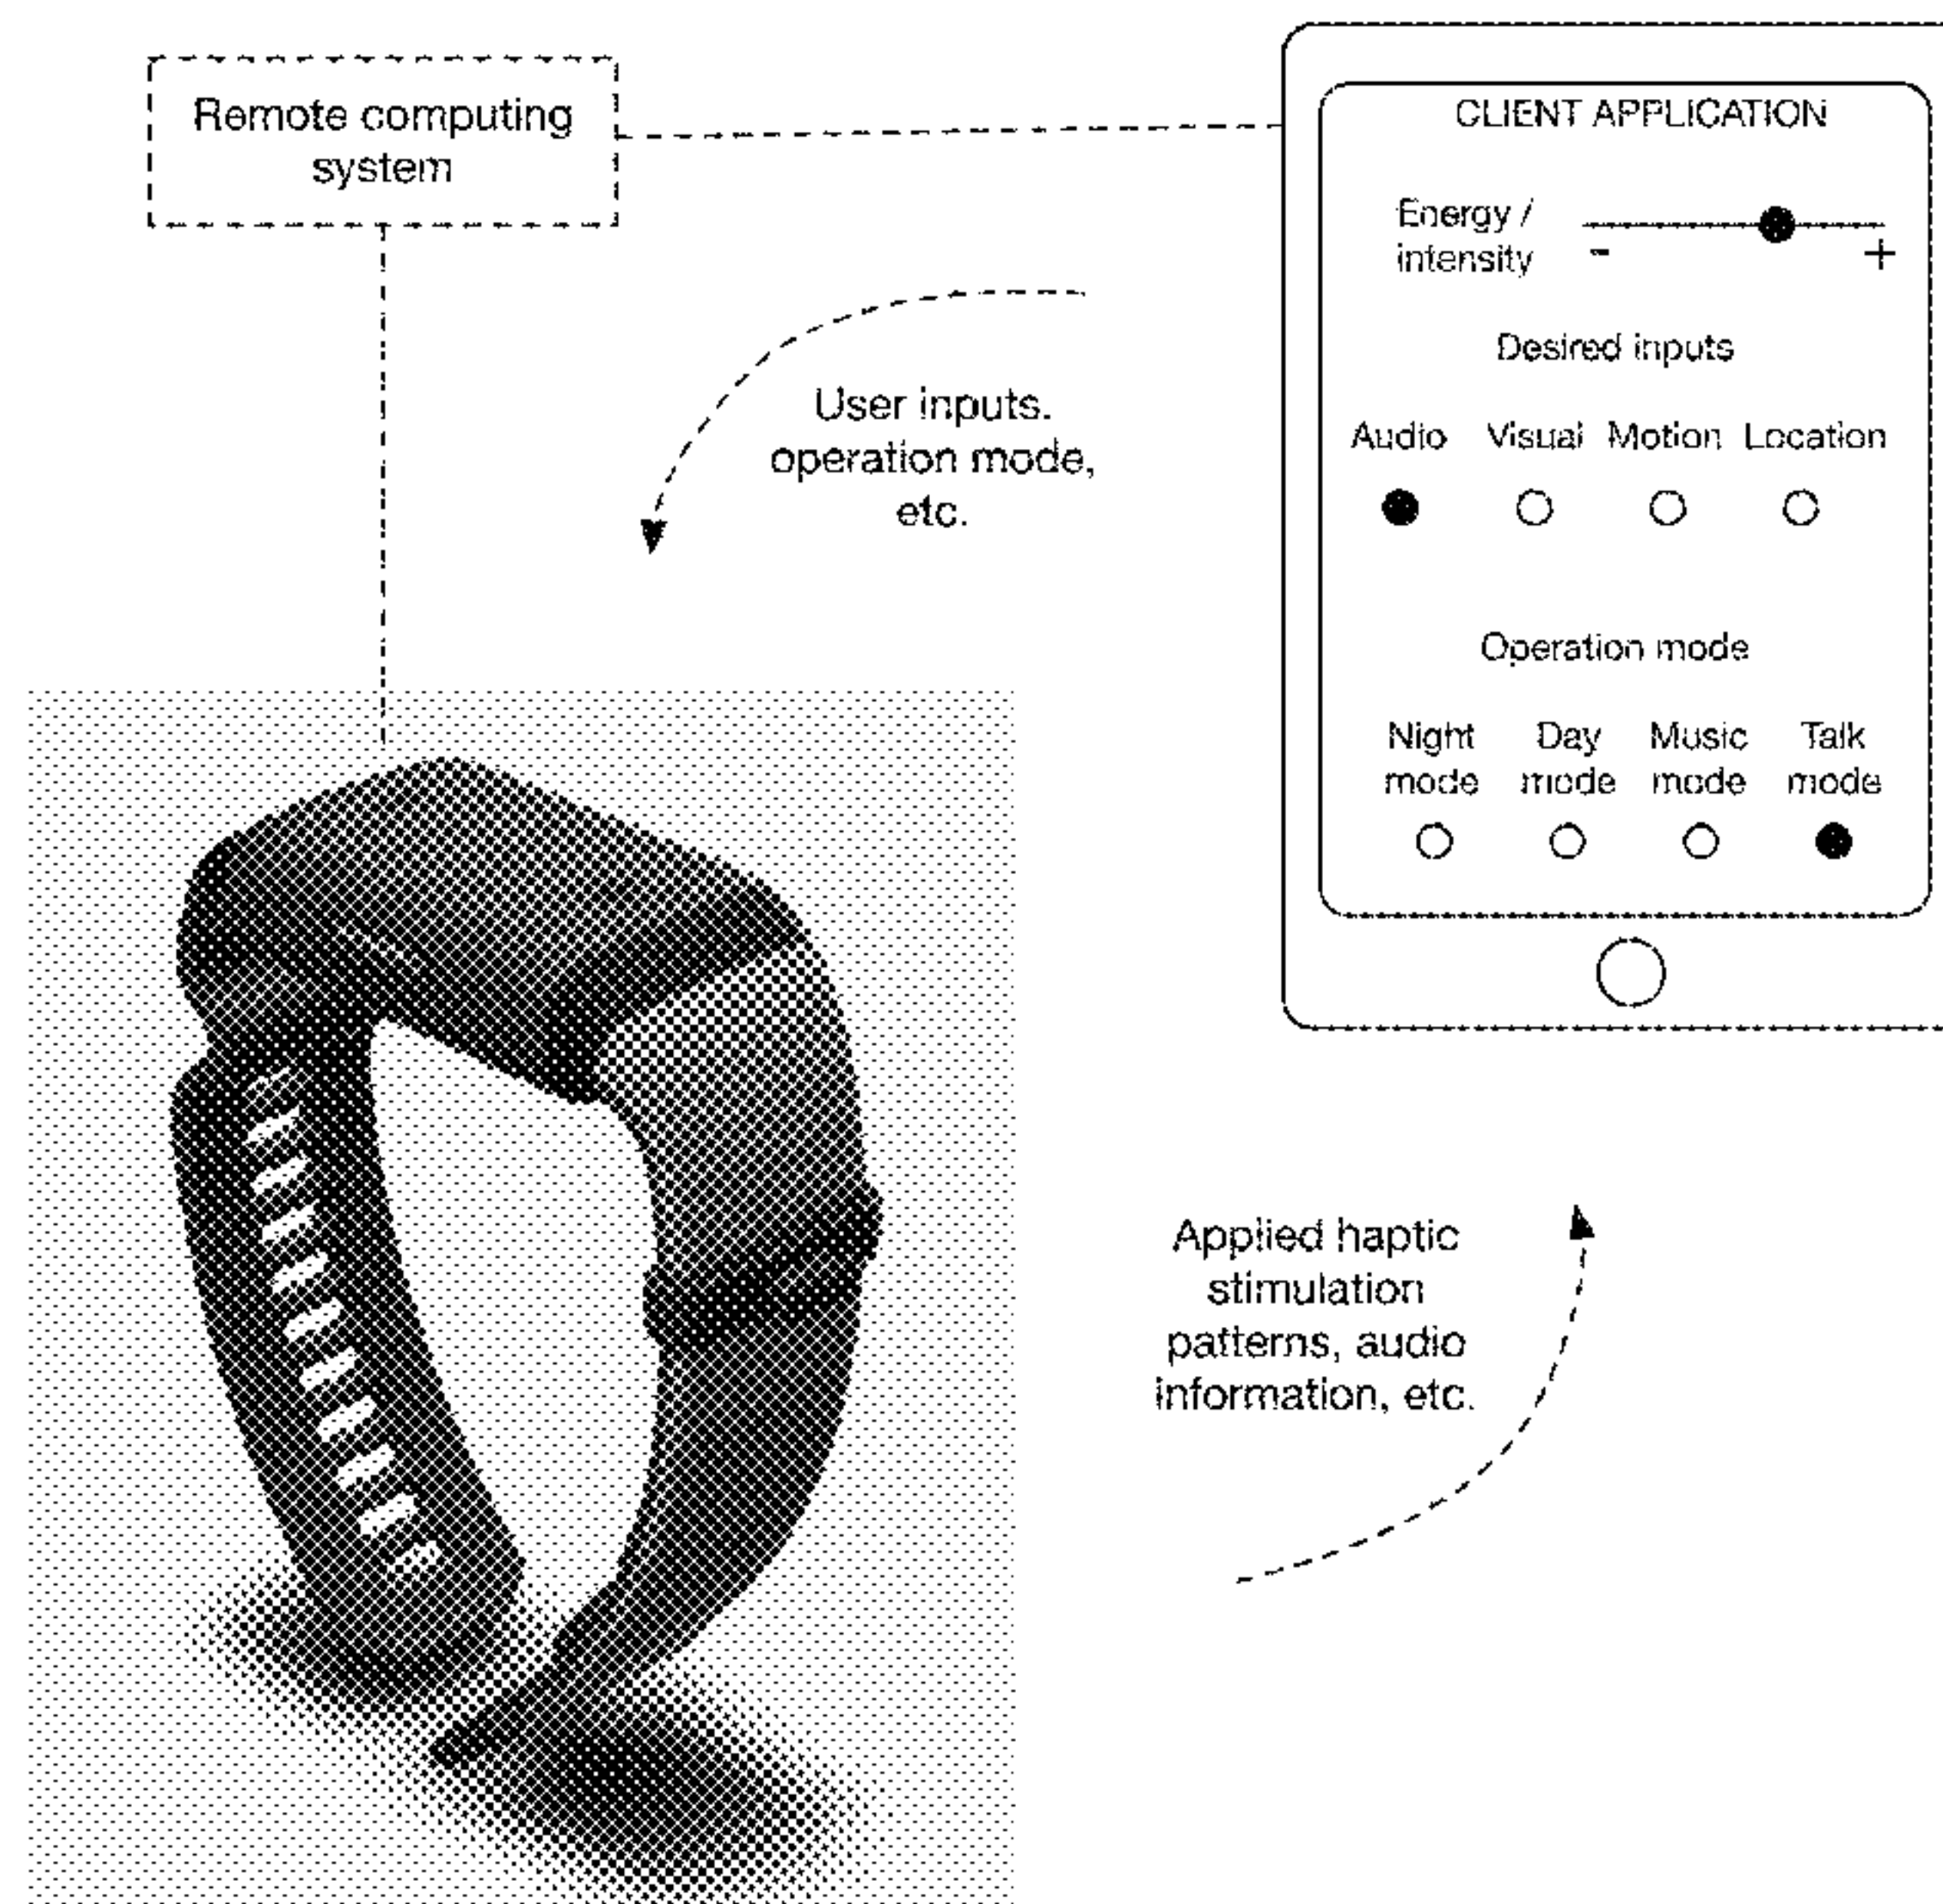 Remote computing
system
CLIENT APPLICATION
Energy /
intensity
- +
Desired inputs
Audio Visual Motion Location
User inputs.
operation mode,
etc.
Operation mode
Night Day Music Talk
mode mode mode mode
Applied haptic
stimulation
patterns, audio
information, etc.